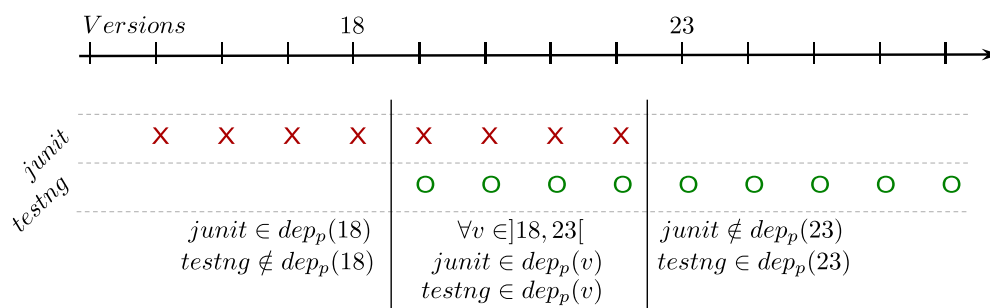 Versions 18 23
junit X X X X X X X X
testng O O O O O O O O O
junit ∈ dep_p(18) ∀v ∈]18, 23[ junit ∉ dep_p(23)
testng ∉ dep_p(18) junit ∈ dep_p(v) testng ∈ dep_p(23)
testng ∈ dep_p(v)